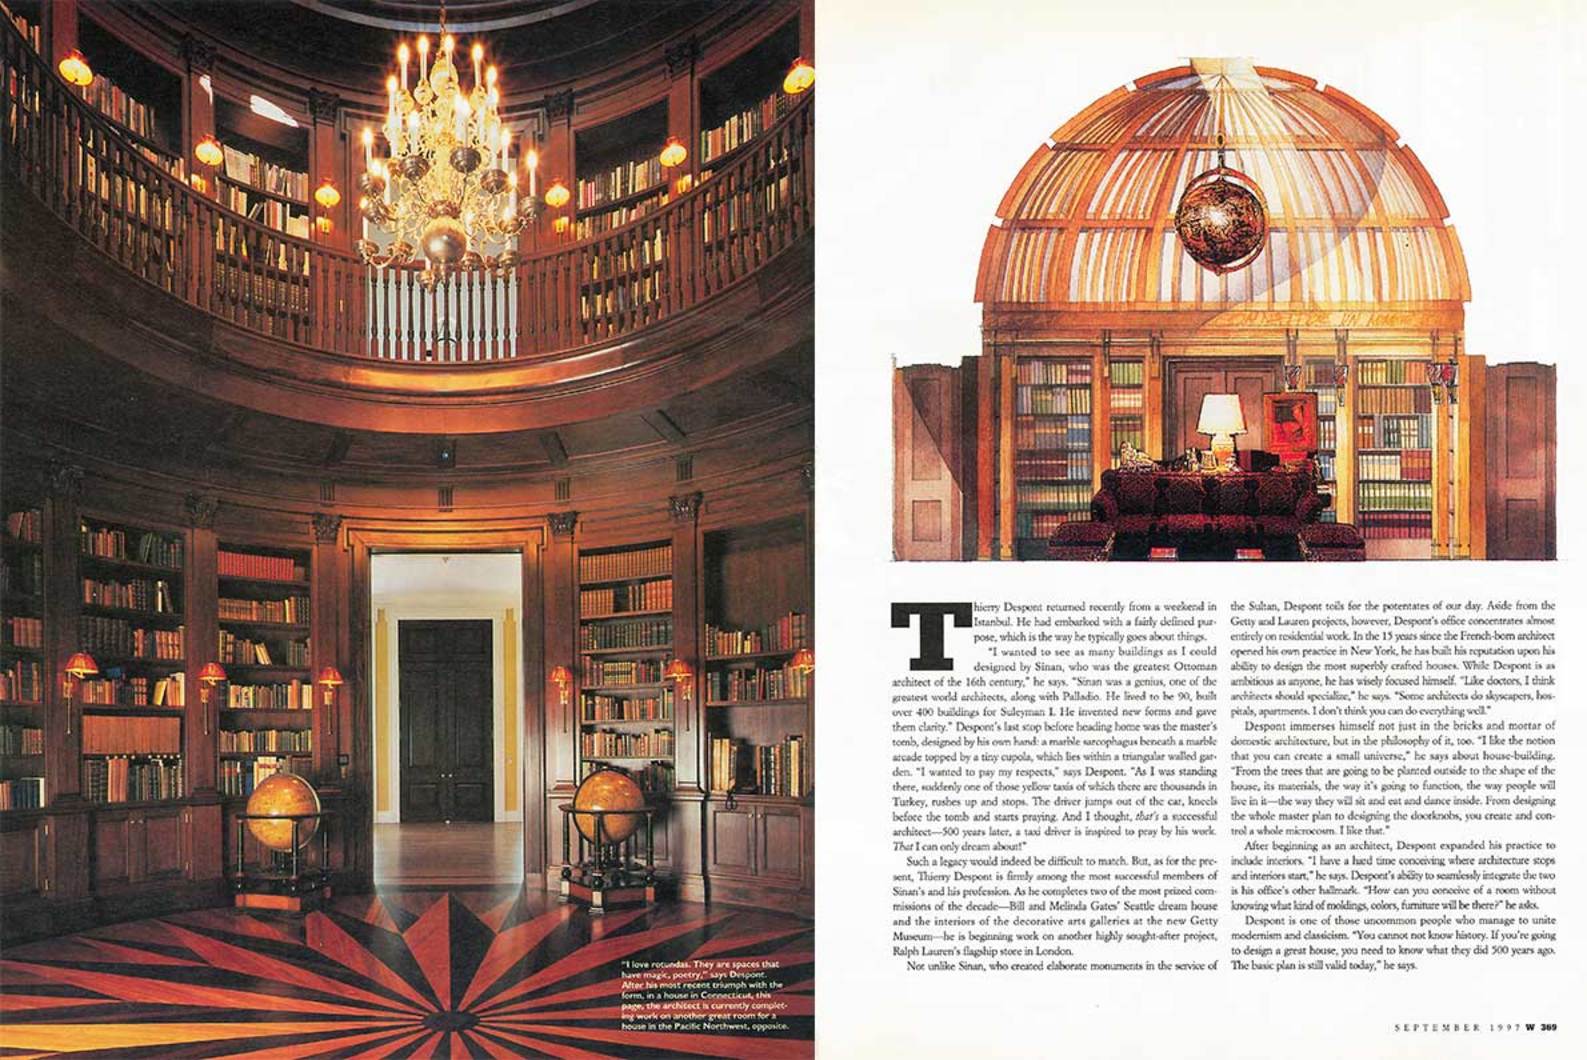 "I love rotundas. They are spaces that
have magic, poetry," says Despont.
After his most recent triumph with the
form, in a house in Connecticut, this
page, the architect is currently complet-
ing work on another great room for a
house in the Pacific Northwest, opposite.
Thierry Despont returned recently from a weekend in
Istanbul. He had embarked with a fairly defined pur-
pose, which is the way he typically goes about things.
"I wanted to see as many buildings as I could
designed by Sinan, who was the greatest Ottoman
architect of the 16th century," he says. "Sinan was a genius, one of the
greatest world architects, along with Palladio. He lived to be 90, built
over 400 buildings for Suleyman I. He invented new forms and gave
them clarity." Despont's last stop before heading home was the master's
tomb, designed by his own hand: a marble sarcophagus beneath a marble
arcade topped by a tiny cupola, which lies within a triangular walled gar-
den. "I wanted to pay my respects," says Despont. "As I was standing
there, suddenly one of those yellow taxis of which there are thousands in
Turkey, rushes up and stops. The driver jumps out of the car, kneels
before the tomb and starts praying. And I thought, that's a successful
architect—500 years later, a taxi driver is inspired to pray by his work.
That I can only dream about!"
Such a legacy would indeed be difficult to match. But, as for the pre-
sent, Thierry Despont is firmly among the most successful members of
Sinan's and his profession. As he completes two of the most prized com-
missions of the decade—Bill and Melinda Gates' Seattle dream house
and the interiors of the decorative arts galleries at the new Getty
Museum—he is beginning work on another highly sought-after project,
Ralph Lauren's flagship store in London.
Not unlike Sinan, who created elaborate monuments in the service of
the Sultan, Despont toils for the potentates of our day. Aside from the
Getty and Lauren projects, however, Despont's office concentrates almost
entirely on residential work. In the 15 years since the French-born architect
opened his own practice in New York, he has built his reputation upon his
ability to design the most superbly crafted houses. While Despont is as
ambitious as anyone, he has wisely focused himself. "Like doctors, I think
architects should specialize," he says. "Some architects do skyscapers, hos-
pitals, apartments. I don't think you can do everything well."
Despont immerses himself not just in the bricks and mortar of
domestic architecture, but in the philosophy of it, too. "I like the notion
that you can create a small universe," he says about house-building.
"From the trees that are going to be planted outside to the shape of the
house, its materials, the way it's going to function, the way people will
live in it—the way they will sit and eat and dance inside. From designing
the whole master plan to designing the doorknobs, you create and con-
trol a whole microcosm. I like that."
After beginning as an architect, Despont expanded his practice to
include interiors. "I have a hard time conceiving where architecture stops
and interiors start," he says. Despont's ability to seamlessly integrate the two
is his office's other hallmark. "How can you conceive of a room without
knowing what kind of moldings, colors, furniture will be there?" he asks.
Despont is one of those uncommon people who manage to unite
modernism and classicism. "You cannot not know history. If you're going
to design a great house, you need to know what they did 500 years ago.
The basic plan is still valid today," he says.
SEPTEMBER 1997 W 369